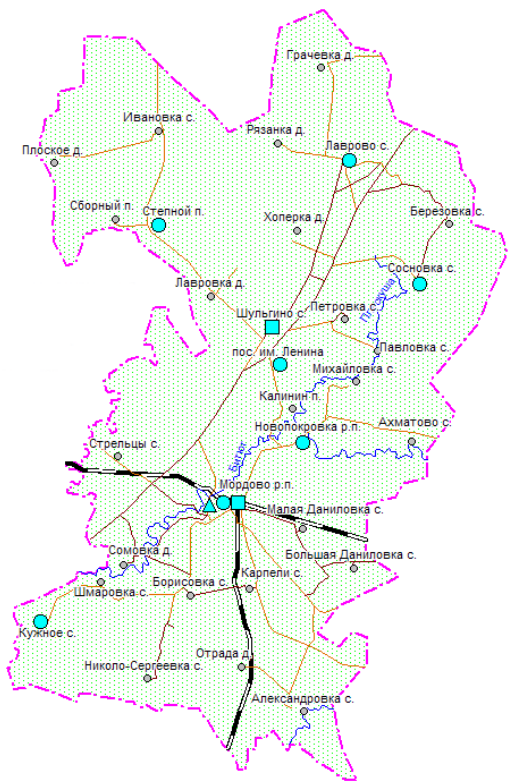 Грачевка д.
Ивановка с.
Рязанка д.
Лаврово с.
Плоское д.
Сборный п.
Степной п.
Хоперка д.
Березовка с.
Сосновка с.
Лавровка д.
Шульгино с.
Петровка с.
Павловка с.
пос. им. Ленина
Михайловка с.
Калинин п.
Новопокровка р.п.
Ахматово с.
Стрельцы с.
Битюг
Мордово р.п.
Малая Даниловка с.
Сомовка д.
Большая Даниловка с.
Шмаровка с.
Борисовка с.
Карпели с.
Кужное с.
Отрада д.
Николо-Сергеевка с.
Александровка с.